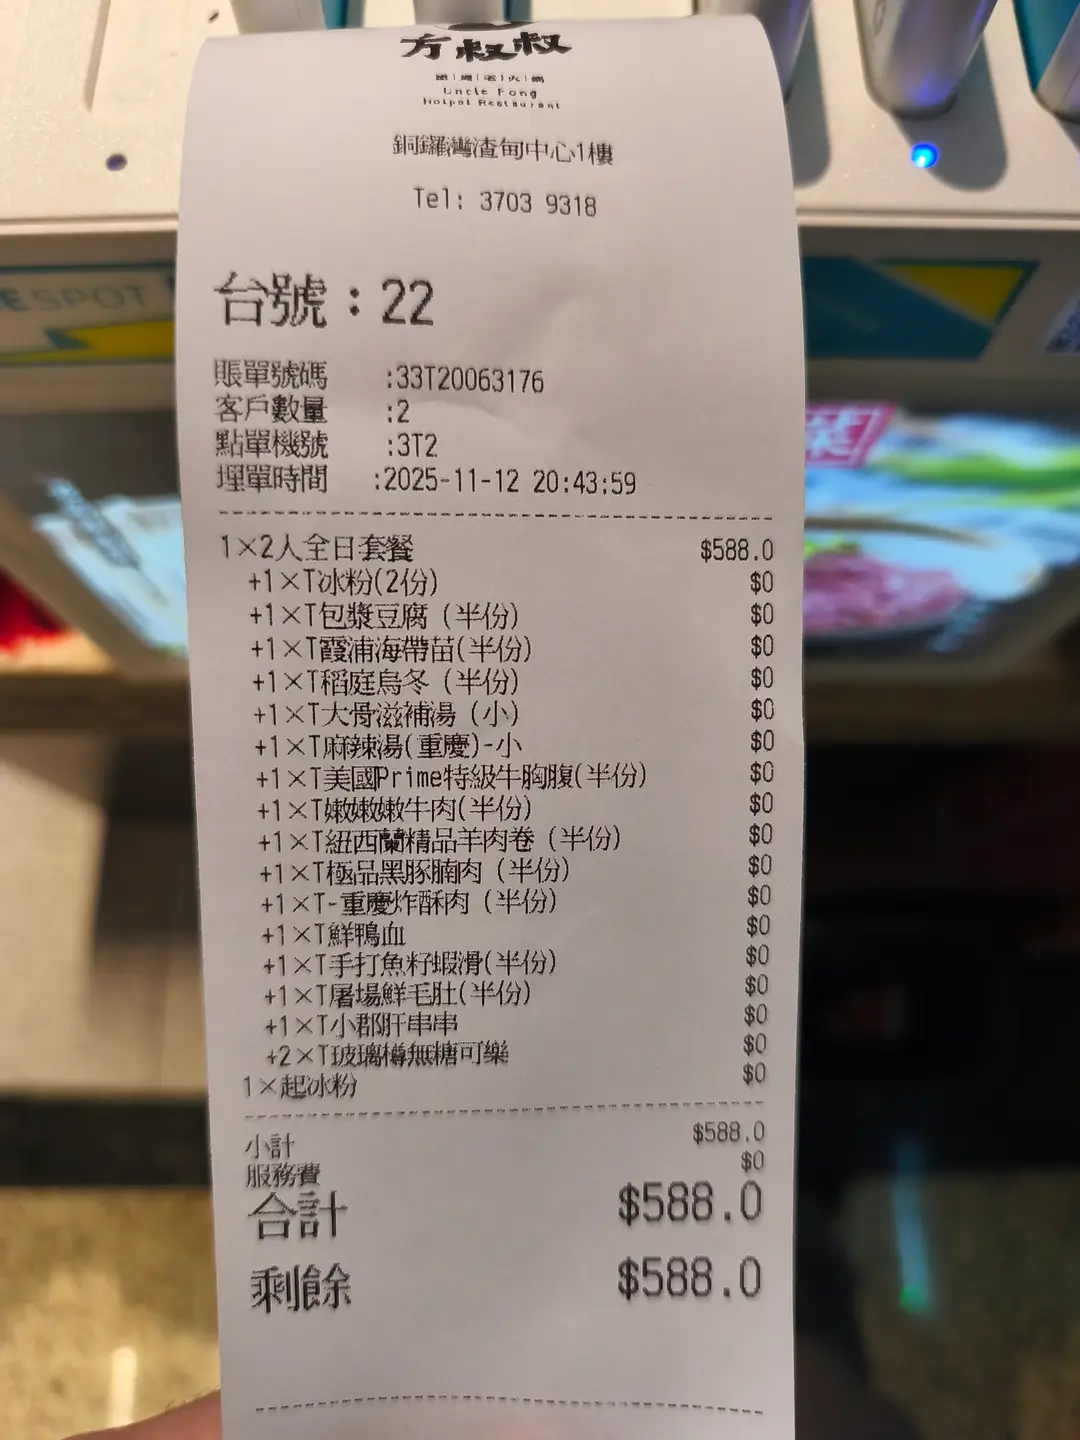 方叔叔
Uncle Fong
Hotpot Restaurant
銅鑼灣渣甸中心1樓
Tel: 3703 9318
台號：22
賬單號碼 :33T20063176
客戶數量 :2
點單機號 :3T2
埋單時間 :2025-11-12 20:43:59
1×2人全日套餐 $588.0
+1×T冰粉(2份) $0
+1×T包漿豆腐 (半份) $0
+1×T霞浦海帶苗(半份) $0
+1×T稻庭烏冬 (半份) $0
+1×T大骨滋補湯 (小) $0
+1×T麻辣湯(重慶)-小 $0
+1×T美國Prime特級牛胸腹(半份) $0
+1×T嫩嫩嫩牛肉(半份) $0
+1×T紐西蘭精品羊肉卷 (半份) $0
+1×T極品黑豚腩肉 (半份) $0
+1×T-重慶炸酥肉 (半份) $0
+1×T鮮鴨血 $0
+1×T手打魚籽蝦滑(半份) $0
+1×T屠場鮮毛肚(半份) $0
+1×T小郡肝串串 $0
+2×T玻璃樽無糖可樂 $0
1×起冰粉 $0
小計 $588.0
服務費 $0
合計 $588.0
剩餘 $588.0